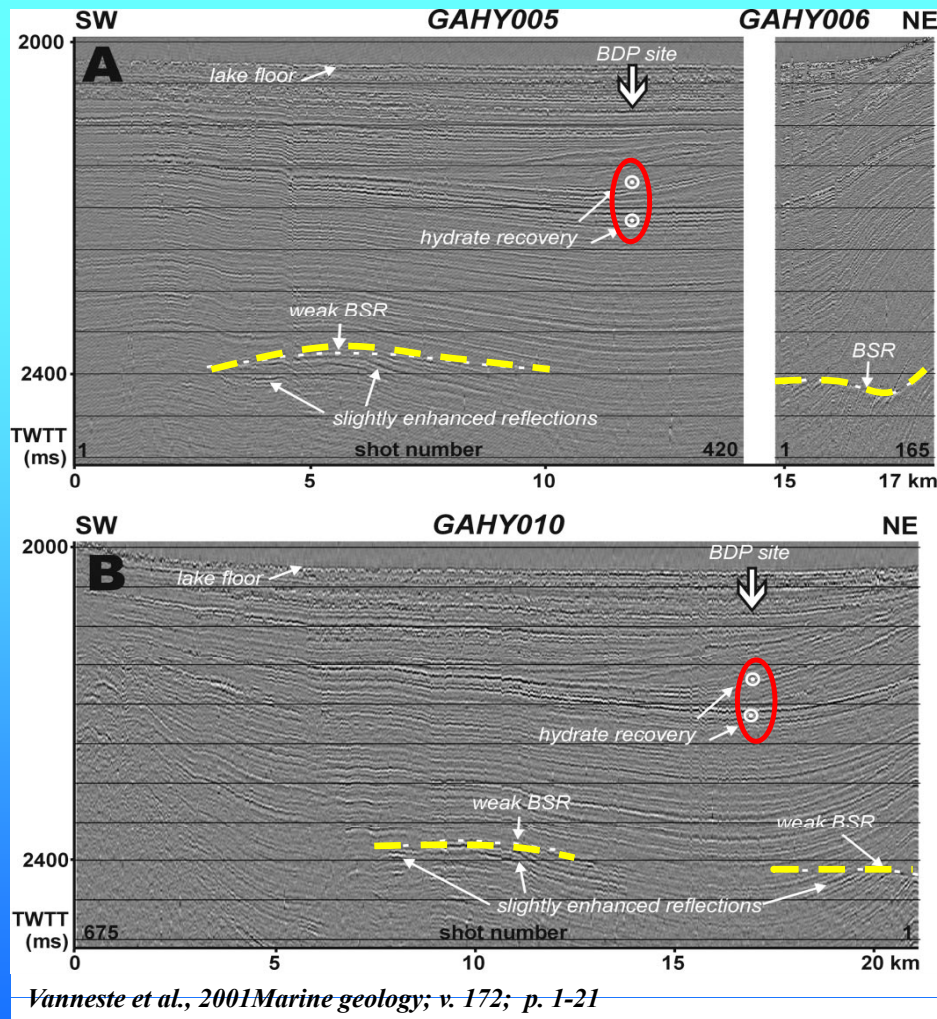 SW GAHY005 GAHY006 NE
2000
A
lake floor
BDP site
hydrate recovery
weak BSR
BSR
2400
slightly enhanced reflections
TWTT
(ms)
1 shot number 420 1 165
0 5 10 15 17 km
SW GAHY010 NE
2000
B
BDP site
lake floor
hydrate recovery
weak BSR
weak BSR
2400
slightly enhanced reflections
TWTT
(ms)
675 shot number 1
0 5 10 15 20 km
Vanneste et al., 2001Marine geology; v. 172; p. 1-21